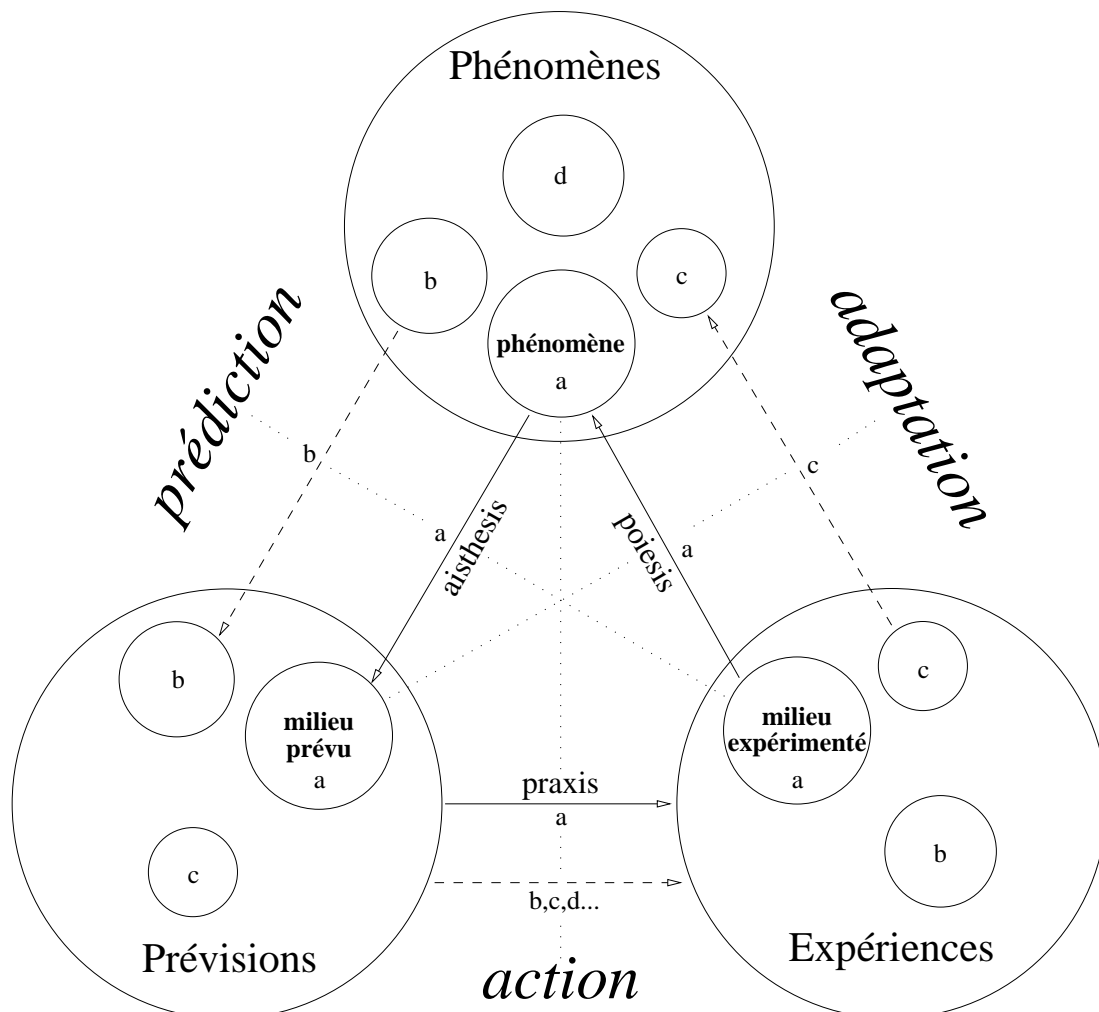 Phénomènes
d
b
c
phénomène
a
prédiction
adaptation
b
c
a
aisthesis
poiesis
a
b
milieu
prévu
a
c
Prévisions
praxis
a
b,c,d...
action
c
milieu
expérimenté
a
b
Expériences